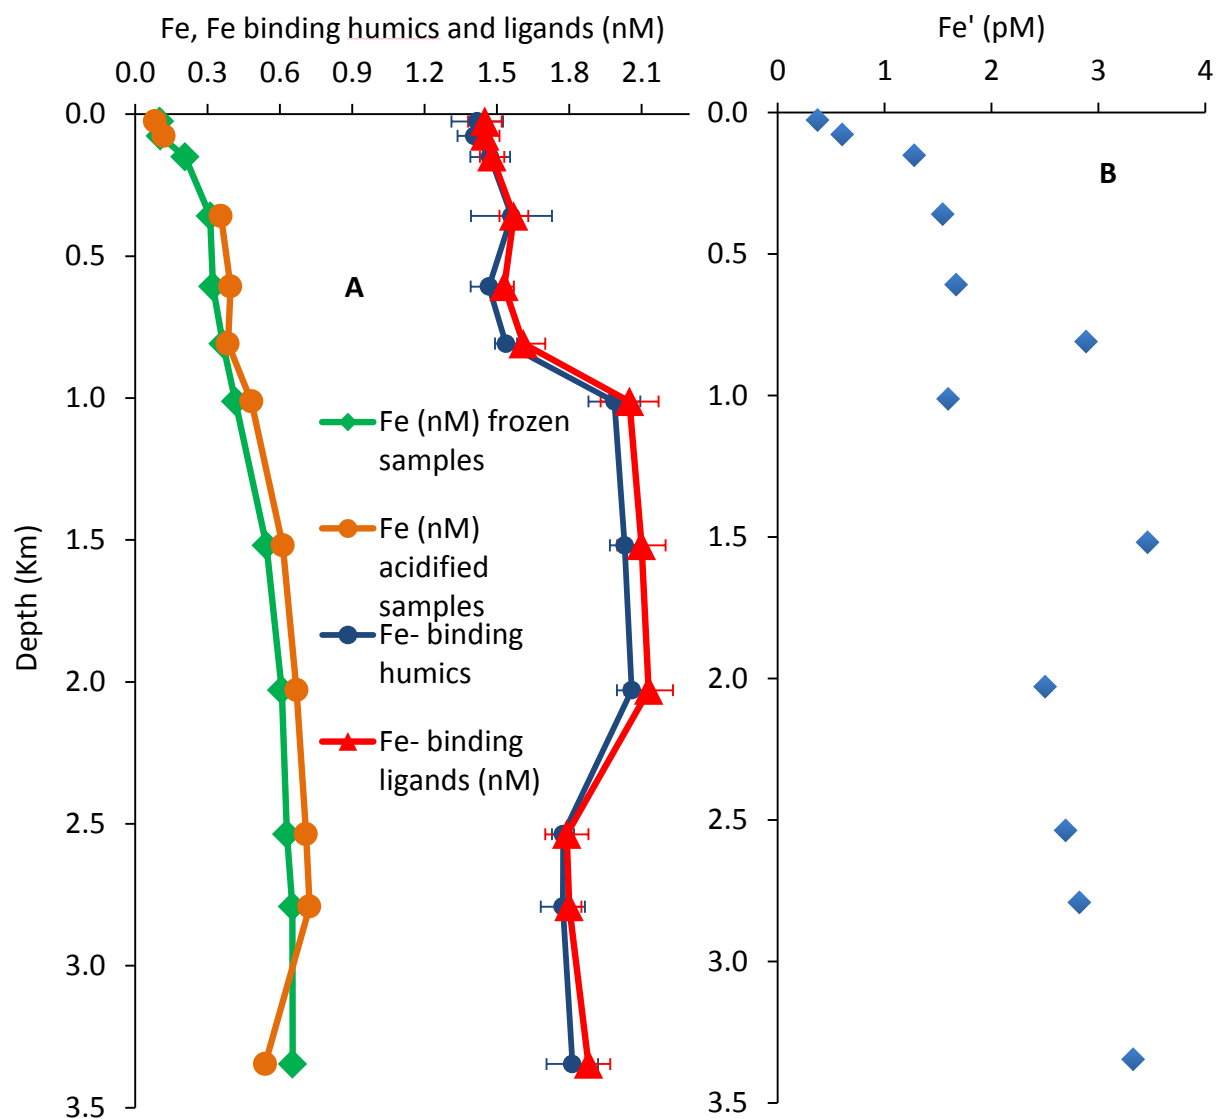 Fe, Fe binding humics and ligands (nM)
0.0 0.3 0.6 0.9 1.2 1.5 1.8 2.1
0.0
0.5
1.0
1.5
2.0
2.5
3.0
3.5
Depth (Km)
A
Fe (nM) frozen
samples
Fe (nM)
acidified
samples
Fe- binding
humics
Fe- binding
ligands (nM)
Fe' (pM)
0 1 2 3 4
0.0
0.5
1.0
1.5
2.0
2.5
3.0
3.5
B